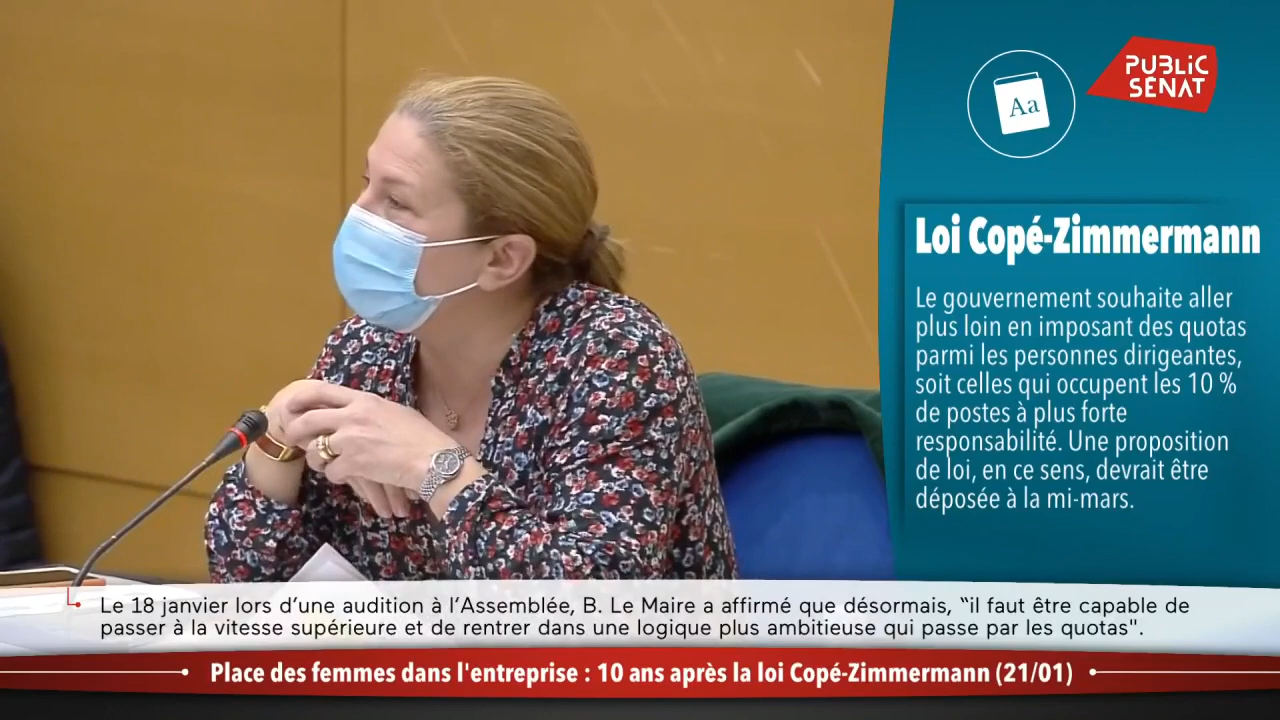 Aa
PUBLIC
SÉNAT
Loi Copé-Zimmermann
Le gouvernement souhaite aller
plus loin en imposant des quotas
parmi les personnes dirigeantes,
soit celles qui occupent les 10 %
de postes à plus forte
responsabilité. Une proposition
de loi, en ce sens, devrait être
déposée à la mi-mars.
Le 18 janvier lors d’une audition à l’Assemblée, B. Le Maire a affirmé que désormais, “il faut être capable de
passer à la vitesse supérieure et de rentrer dans une logique plus ambitieuse qui passe par les quotas".
Place des femmes dans l'entreprise : 10 ans après la loi Copé-Zimmermann (21/01)